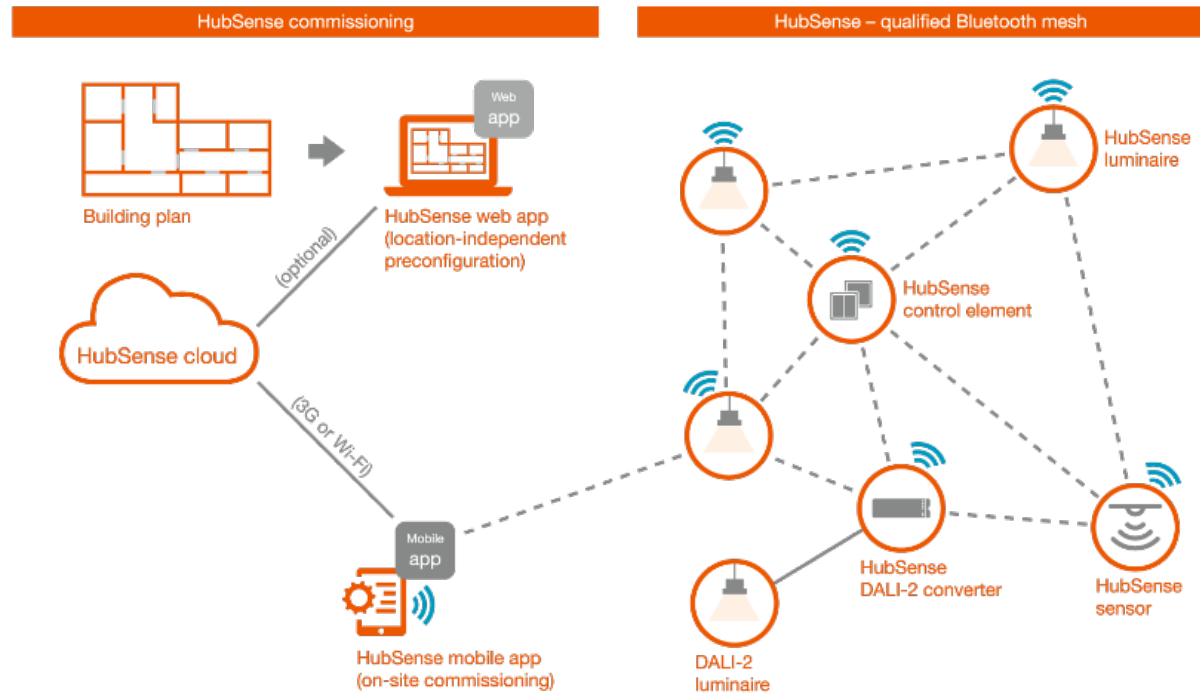 HubSense commissioning
HubSense – qualified Bluetooth mesh
Web
app
Building plan
HubSense web app
(location-independent
preconfiguration)
(optional)
HubSense cloud
(3G or Wi-Fi)
Mobile
app
HubSense mobile app
(on-site commissioning)
HubSense
luminaire
HubSense
control element
HubSense
DALI-2 converter
HubSense
sensor
DALI-2
luminaire